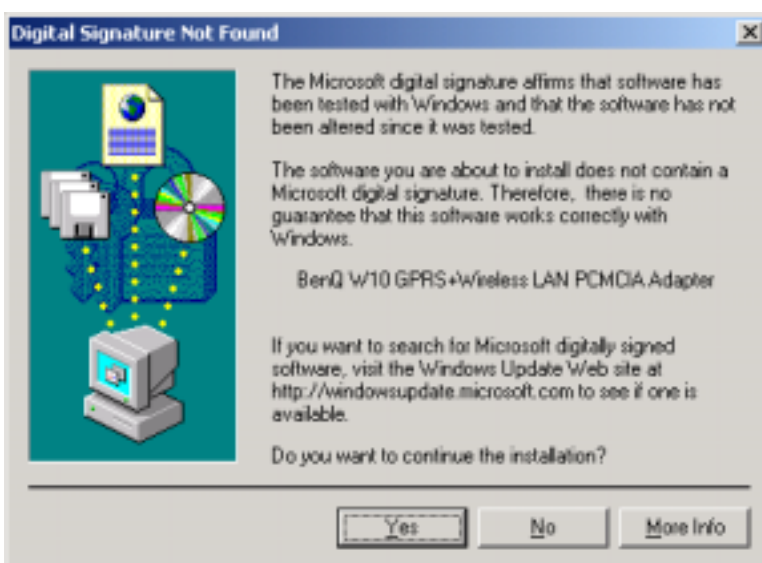 Digital Signature Not Found
The Microsoft digital signature affirms that software has
been tested with Windows and that the software has not
been altered since it was tested.
The software you are about to install does not contain a
Microsoft digital signature. Therefore, there is no
guarantee that this software works correctly with
Windows.
BenQ W10 GPRS+Wireless LAN PCMCIA Adapter
If you want to search for Microsoft digitally signed
software, visit the Windows Update Web site at
http://windowsupdate.microsoft.com to see if one is
available.
Do you want to continue the installation?
Yes No More Info